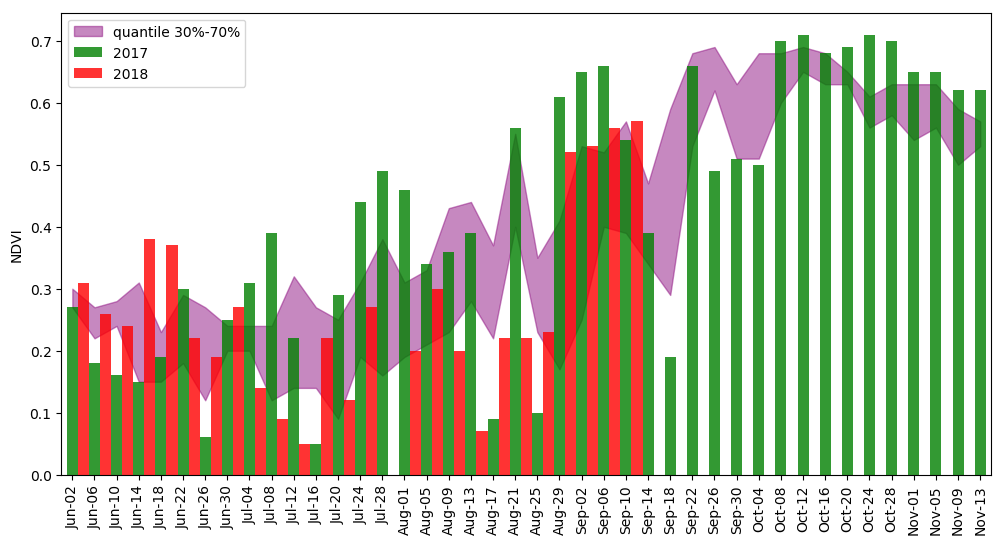 quantile 30%-70%
2017
2018
NDVI
0.7
0.6
0.5
0.4
0.3
0.2
0.1
0.0
Jun-02
Jun-06
Jun-10
Jun-14
Jun-18
Jun-22
Jun-26
Jun-30
Jul-04
Jul-08
Jul-12
Jul-16
Jul-20
Jul-24
Jul-28
Aug-01
Aug-05
Aug-09
Aug-13
Aug-17
Aug-21
Aug-25
Aug-29
Sep-02
Sep-06
Sep-10
Sep-14
Sep-18
Sep-22
Sep-26
Sep-30
Oct-04
Oct-08
Oct-12
Oct-16
Oct-20
Oct-24
Oct-28
Nov-01
Nov-05
Nov-09
Nov-13